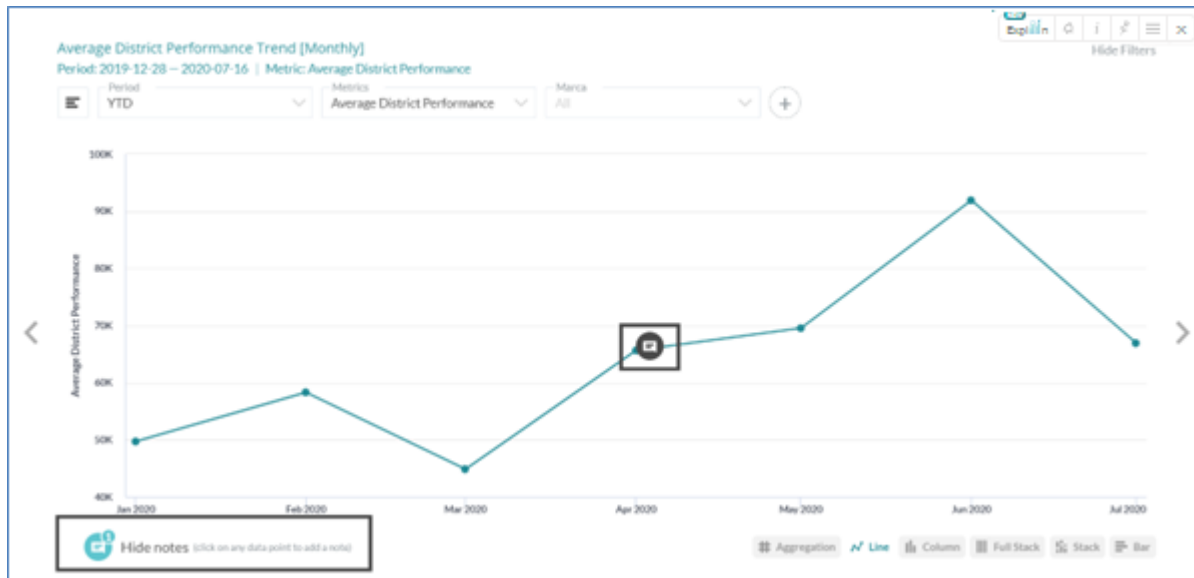 Explain
Average District Performance Trend [Monthly]
Hide Filters
Period: 2019-12-28 — 2020-07-16 | Metric: Average District Performance
Period
YTD
Metrics
Average District Performance
Marca
All
100K
90K
80K
70K
60K
50K
40K
Average District Performance
Jan 2020
Feb 2020
Mar 2020
Apr 2020
May 2020
Jun 2020
Jul 2020
1
Hide notes (click on any data point to add a note)
# Aggregation
Line
Column
Full Stack
Stack
Bar